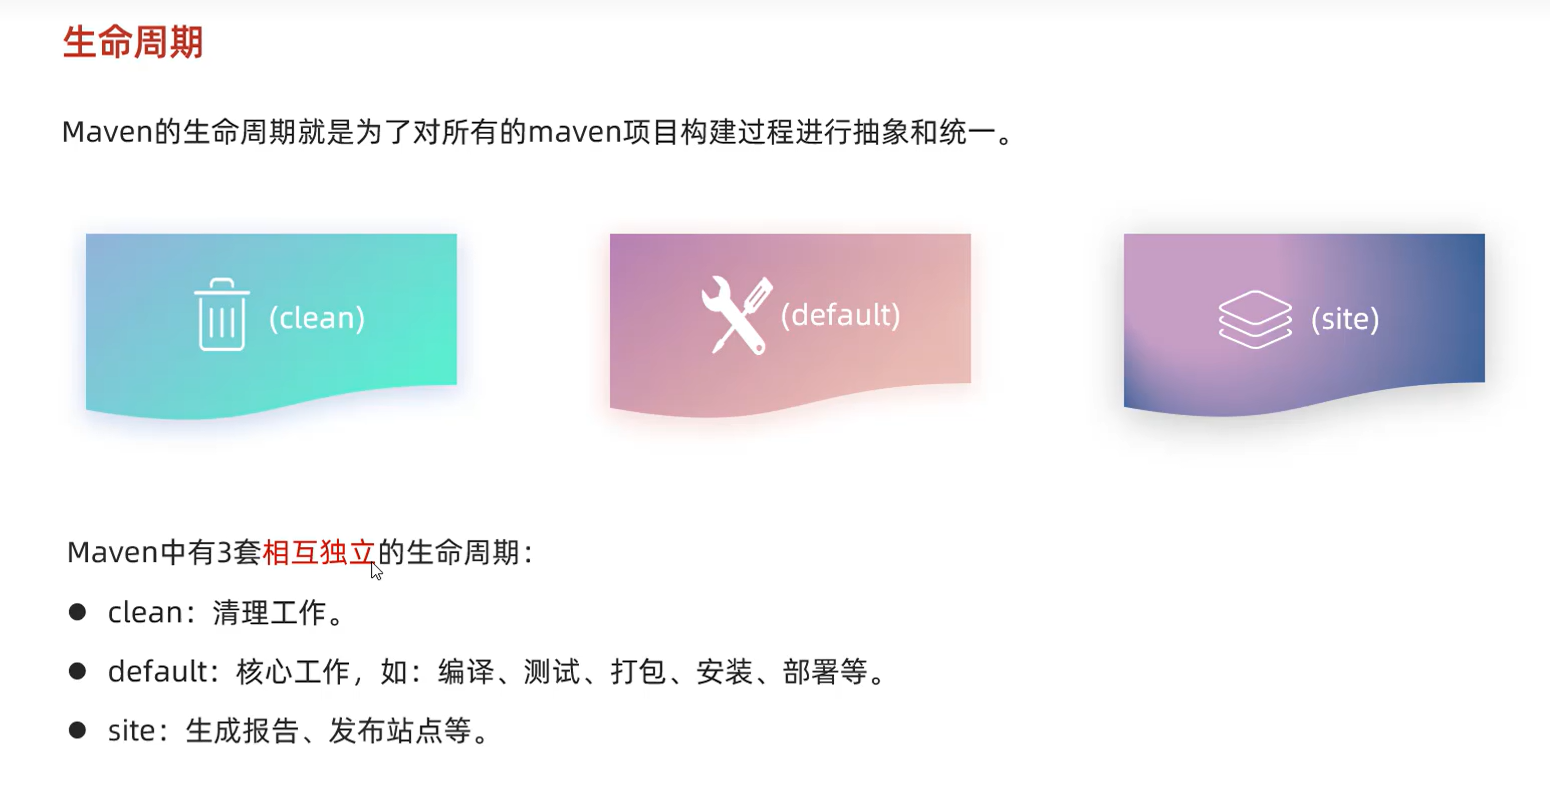 生命周期
Maven的生命周期就是为了对所有的maven项目构建过程进行抽象和统一。
(clean)
(default)
(site)
Maven中有3套相互独立的生命周期：
● clean：清理工作。
● default：核心工作，如：编译、测试、打包、安装、部署等。
● site：生成报告、发布站点等。